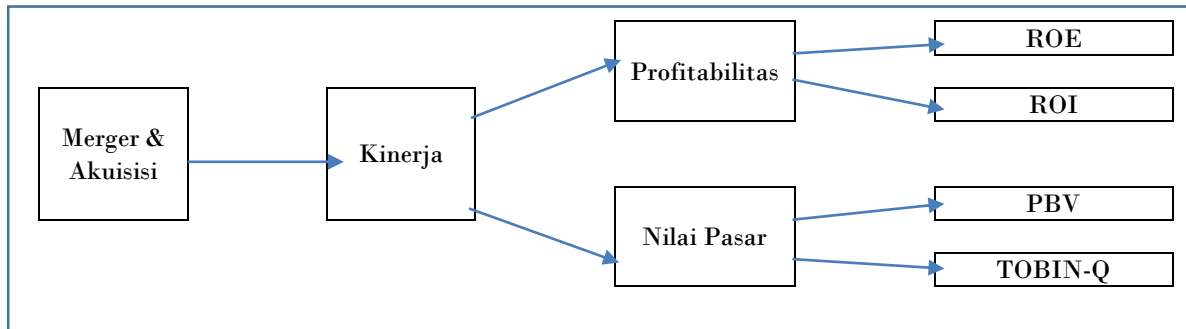 Merger &
Akuisisi
Kinerja
Profitabilitas
Nilai Pasar
ROE
ROI
PBV
TOBIN-Q